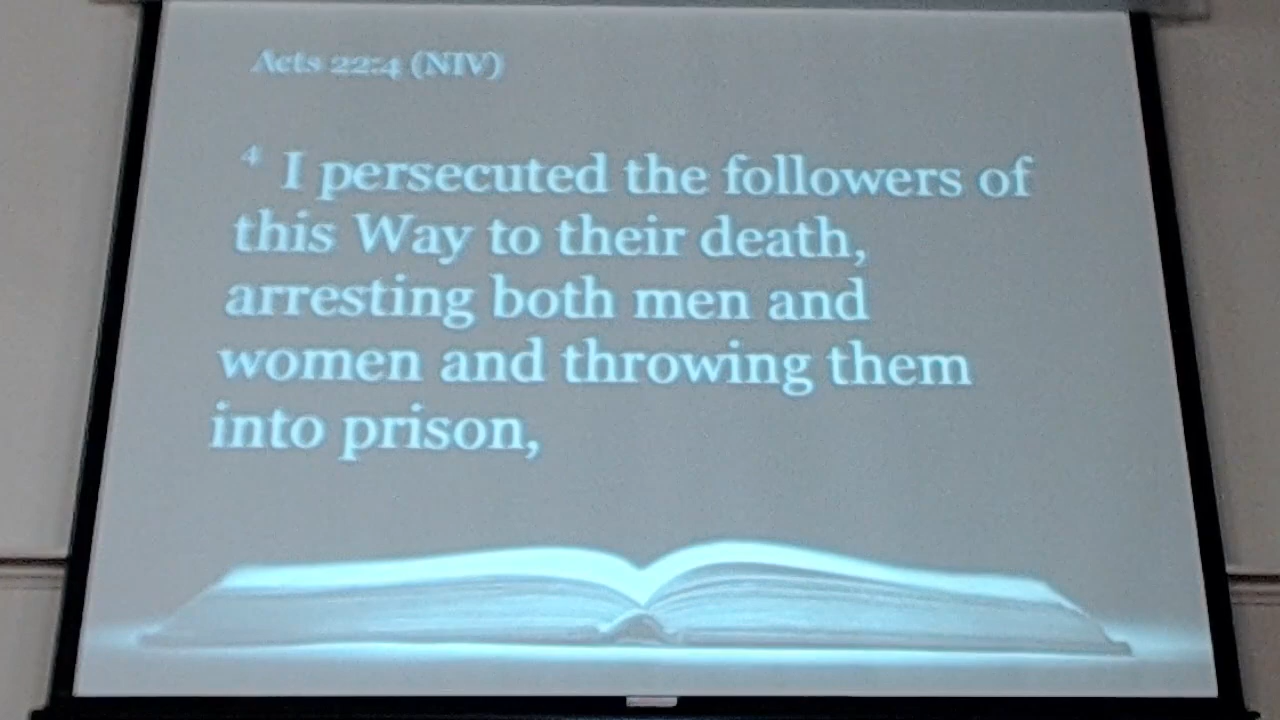 Acts 22:4 (NIV)
4 I persecuted the followers of
this Way to their death,
arresting both men and
women and throwing them
into prison,